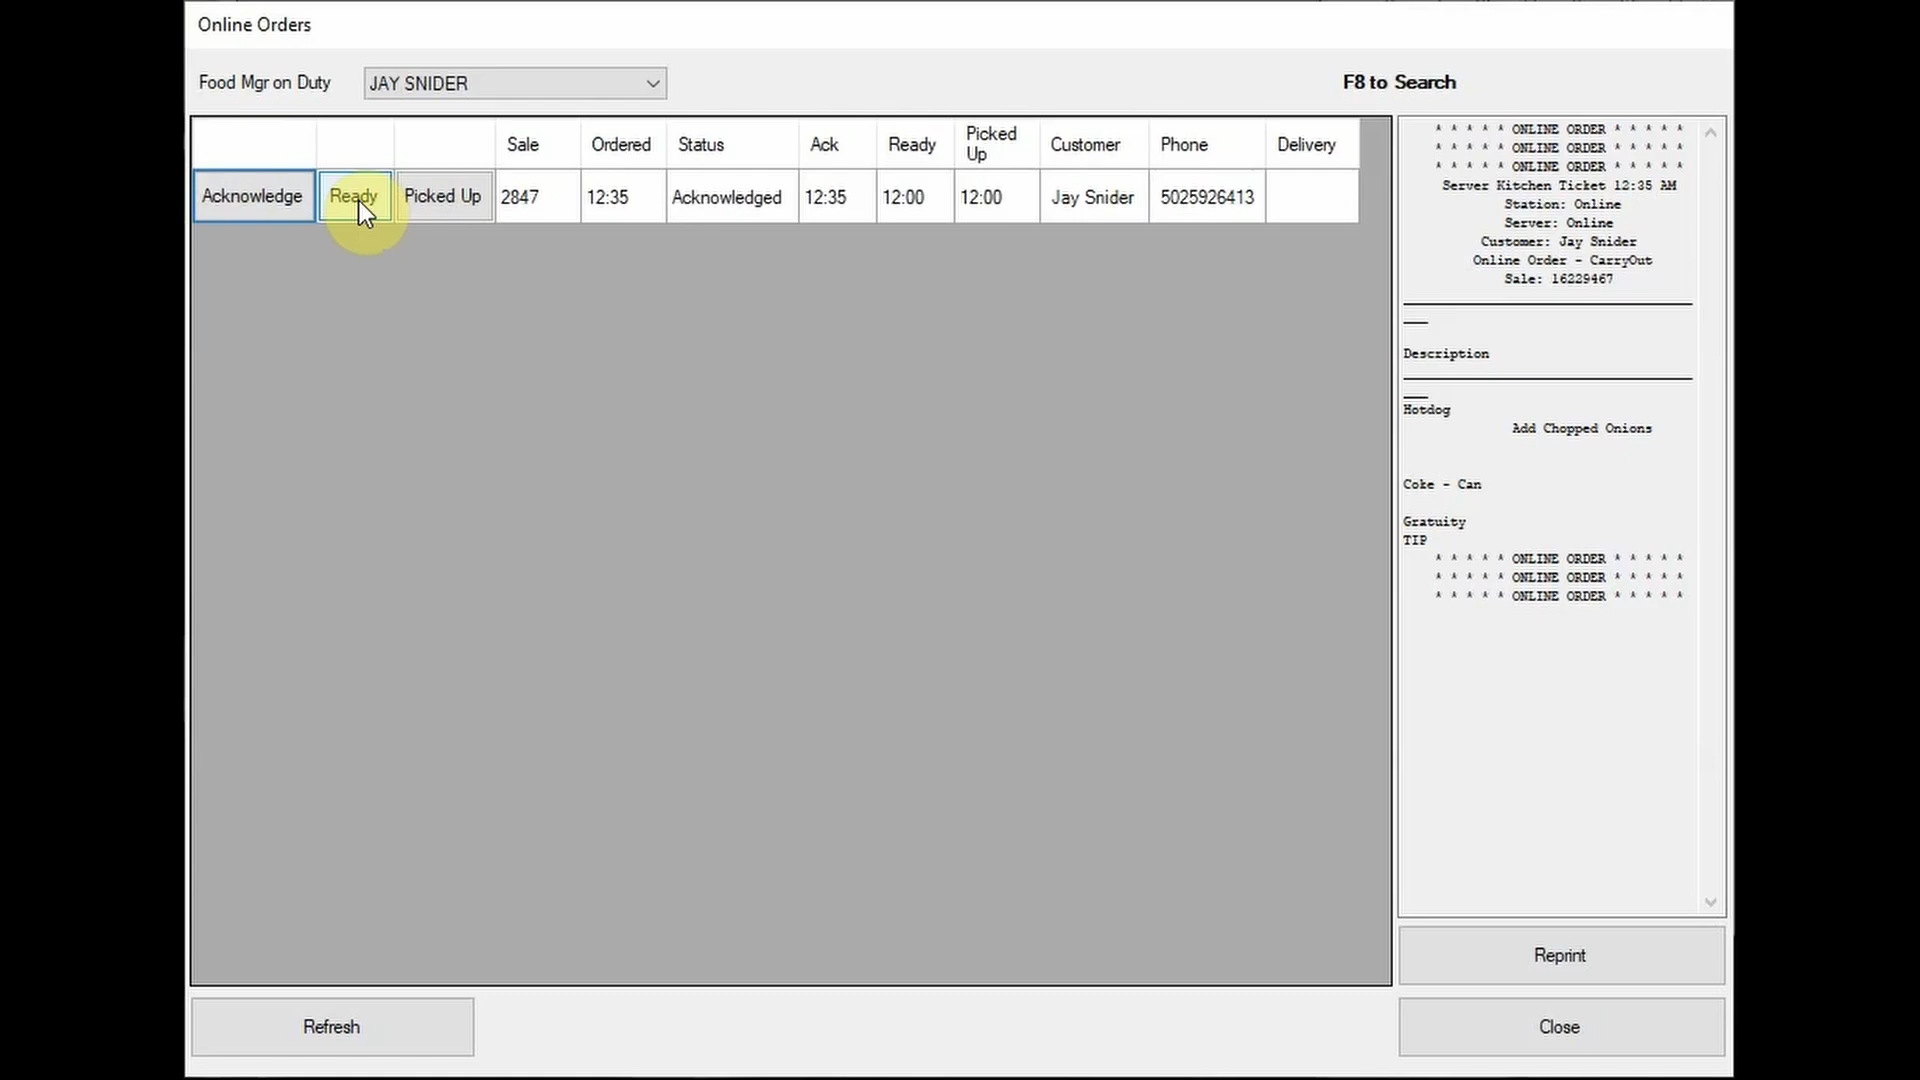 Online Orders
Food Mgr on Duty JAY SNIDER F8 to Search
Sale Ordered Status Ack Ready Picked Up Customer Phone Delivery
Acknowledge Ready Picked Up 2847 12:35 Acknowledged 12:35 12:00 12:00 Jay Snider 5025926413
* * * * * ONLINE ORDER * * * * *
* * * * * ONLINE ORDER * * * * *
* * * * * ONLINE ORDER * * * * *
Server Kitchen Ticket 12:35 AM
Station: Online
Server: Online
Customer: Jay Snider
Online Order - CarryOut
Sale: 16229467
Description
Hotdog
Add Chopped Onions
Coke - Can
Gratuity
TIP
* * * * * ONLINE ORDER * * * * *
* * * * * ONLINE ORDER * * * * *
* * * * * ONLINE ORDER * * * * *
Reprint
Refresh
Close